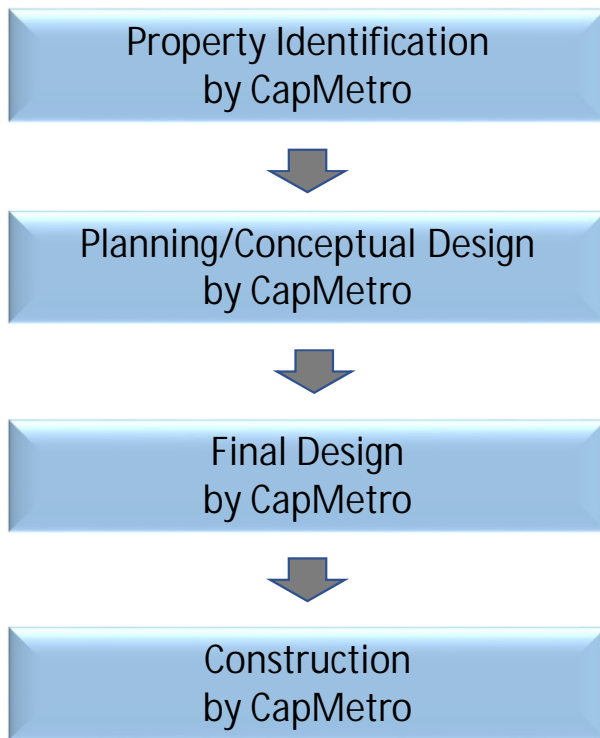 Property Identification
by CapMetro
Planning/Conceptual Design
by CapMetro
Final Design
by CapMetro
Construction
by CapMetro